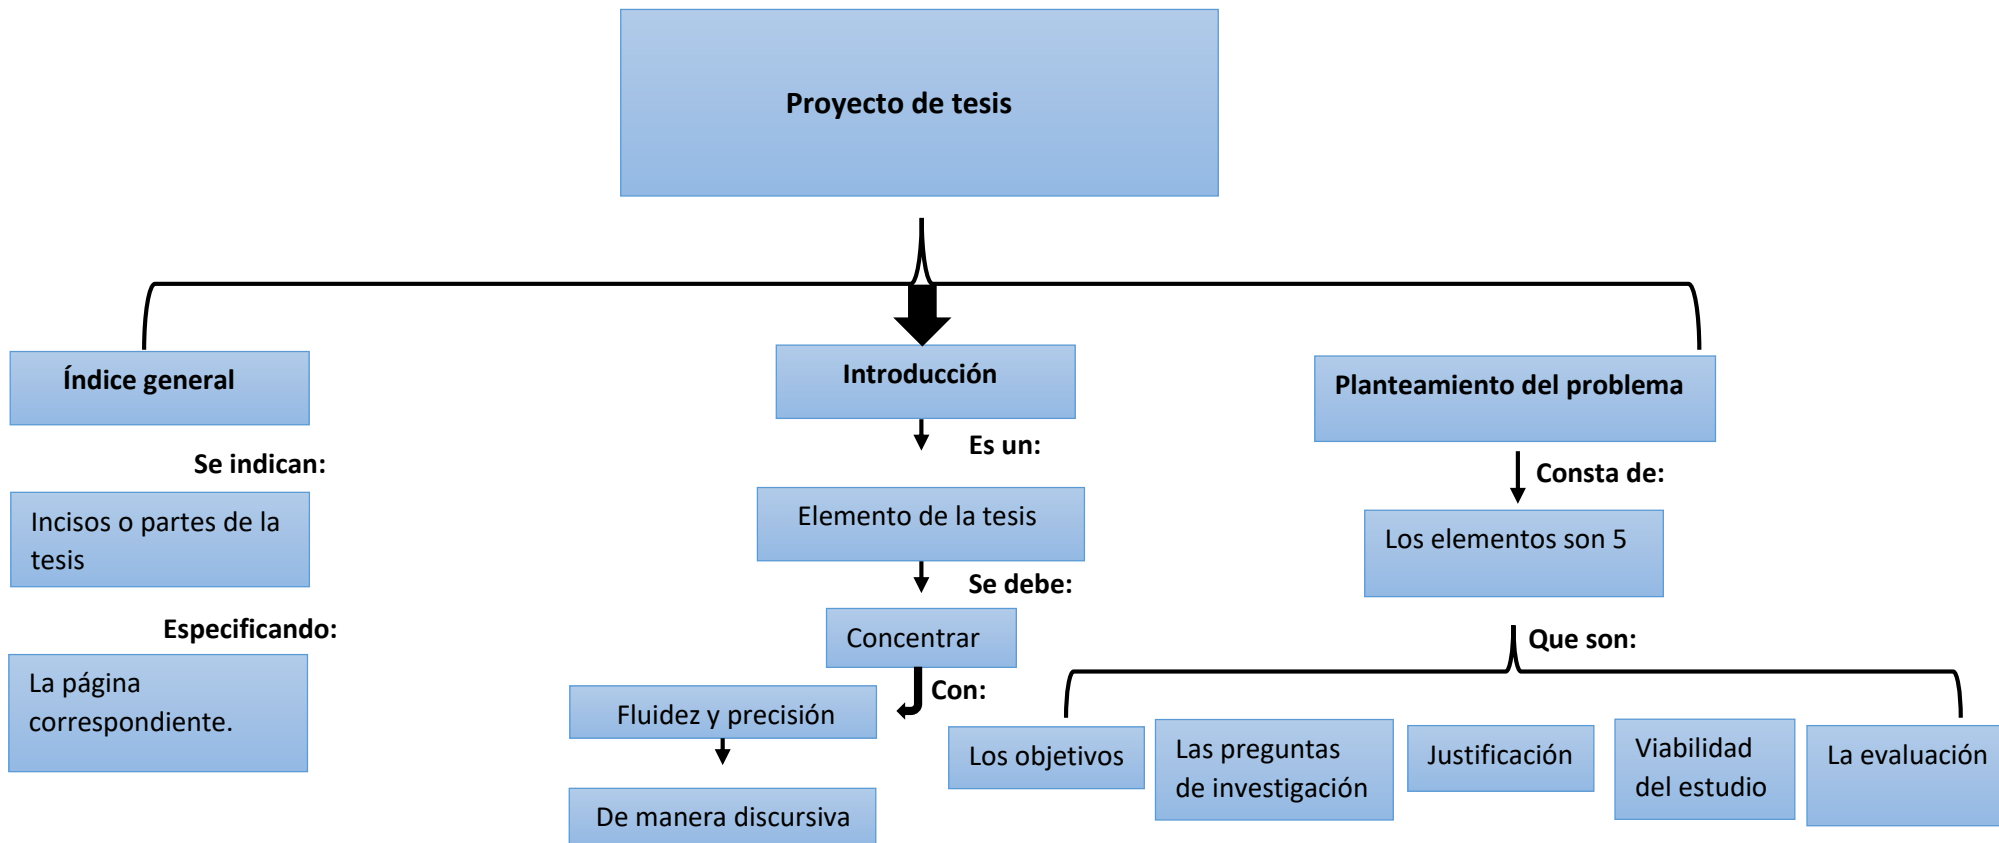 Proyecto de tesis
Índice general
Se indican:
Incisos o partes de la
tesis
Especificando:
La página
correspondiente.
Introducción
Es un:
Elemento de la tesis
Se debe:
Concentrar
Con:
Fluidez y precisión
De manera discursiva
Planteamiento del problema
Consta de:
Los elementos son 5
Que son:
Los objetivos
Las preguntas
de investigación
Justificación
Viabilidad
del estudio
La evaluación